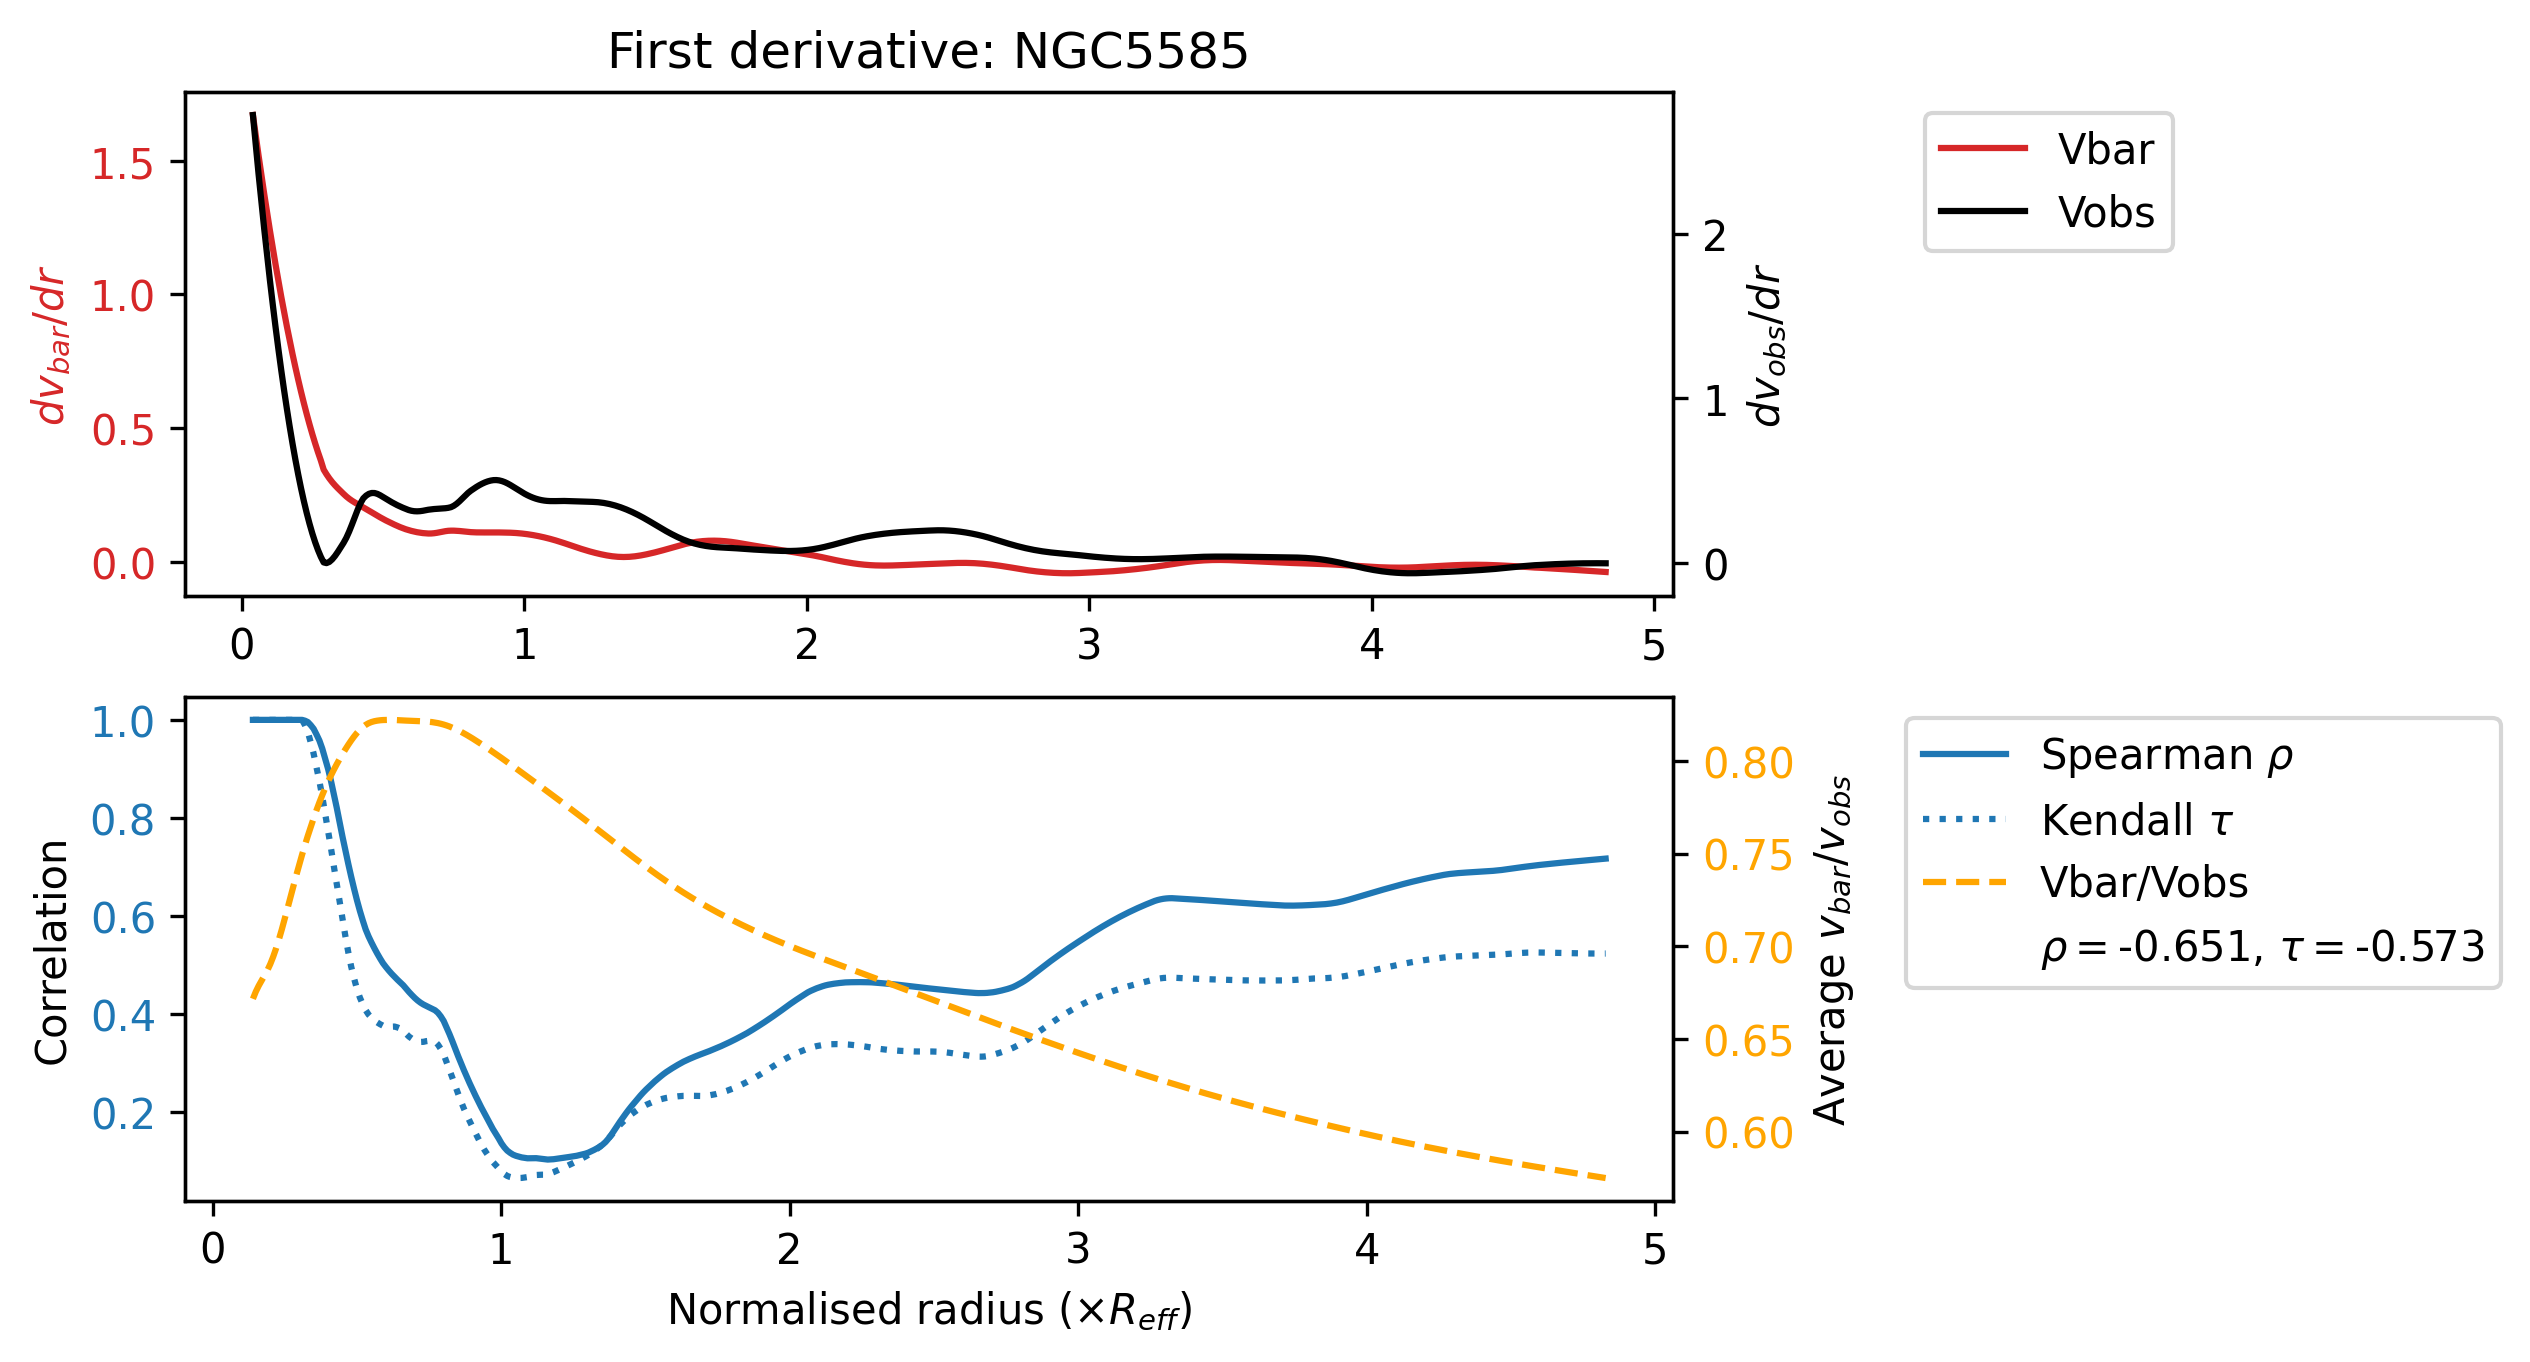 First derivative: NGC5585
1.5
1.0
0.5
0.0
dv_bar/dr
2
1
0
dv_obs/dr
0 1 2 3 4 5
Vbar
Vobs
1.0
0.8
0.6
0.4
0.2
Correlation
0.80
0.75
0.70
0.65
0.60
Average v_bar/v_obs
0 1 2 3 4 5
Normalised radius (×R_eff)
Spearman ρ
Kendall τ
Vbar/Vobs
ρ = -0.651, τ = -0.573